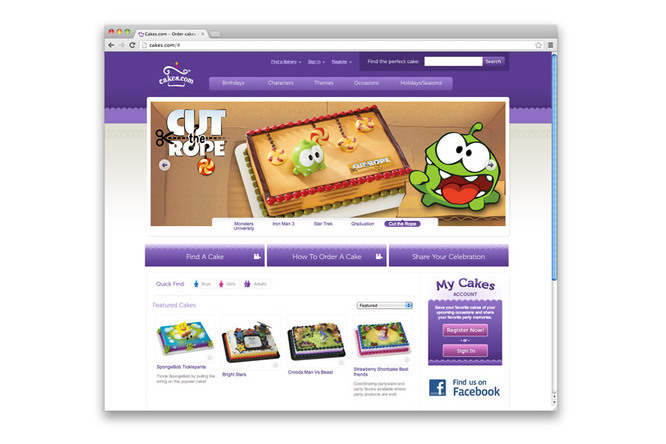 Cakes.com - Order cakes
cakes.com/#
Find a Bakery
Sign In
Register
Find the perfect cake:
Search
cakes.com
Birthdays
Characters
Themes
Occasions
Holidays/Seasons
CUT
the
ROPE
CUT the ROPE
Monsters
University
Iron Man 3
Star Trek
Graduation
Cut the Rope
Find A Cake
How To Order A Cake
Share Your Celebration
Quick Find:
Boys
Girls
Adults
Featured Cakes
Featured
SpongeBob Ticklepants
Tickle SpongeBob by pulling the
string on this popular cake!
Bright Stars
Crooda Man Vs Beast
Strawberry Shortcake Best
friends
Coordinating partyware and
party favors available where
party products are sold
My Cakes
ACCOUNT
Save your favorite cakes of your
upcoming occasions and share
your favorite party memories.
Register Now!
- or -
Sign In
Find us on
Facebook